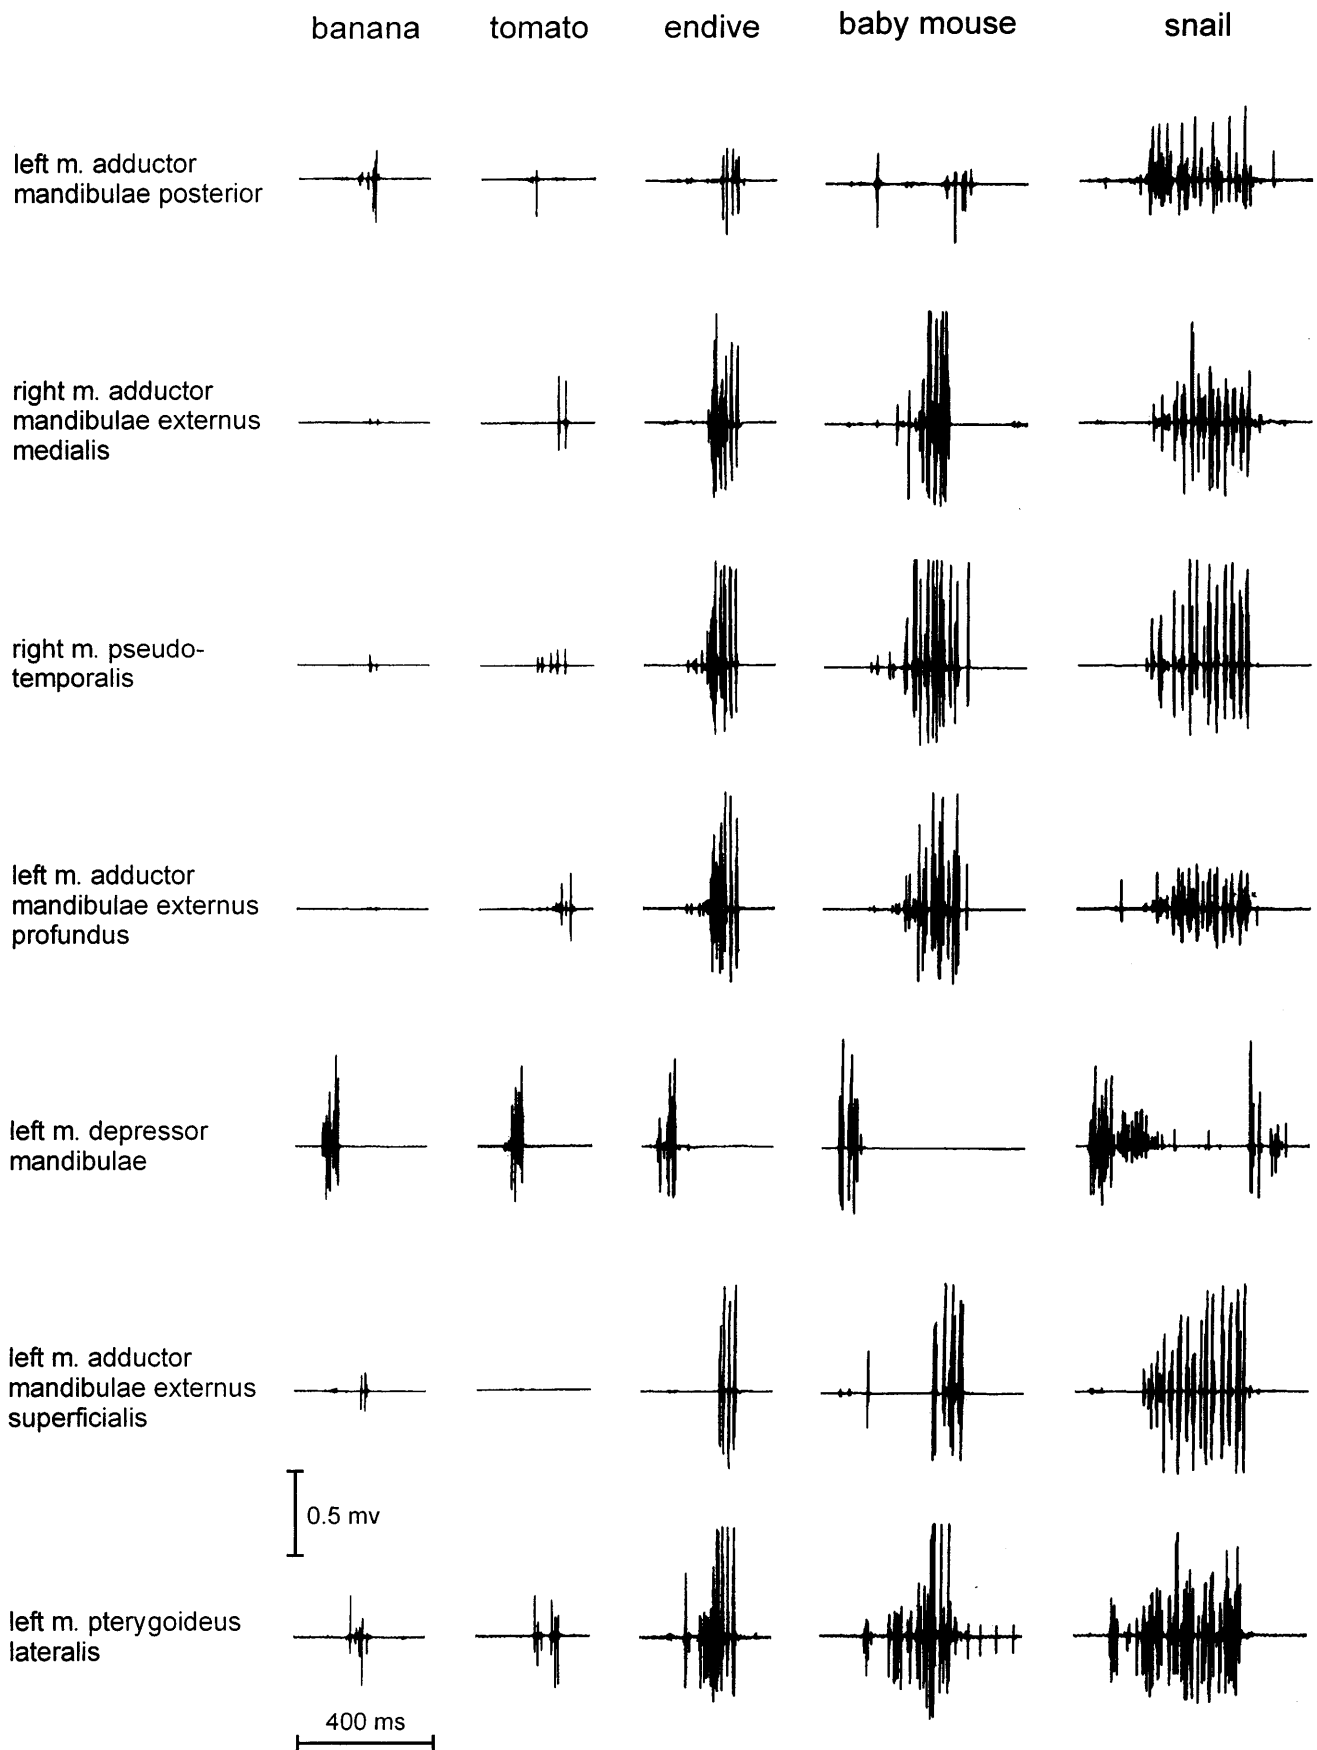 banana tomato endive baby mouse snail
left m. adductor
mandibulae posterior
right m. adductor
mandibulae externus
medialis
right m. pseudo-
temporalis
left m. adductor
mandibulae externus
profundus
left m. depressor
mandibulae
left m. adductor
mandibulae externus
superficialis
0.5 mv
left m. pterygoideus
lateralis
400 ms